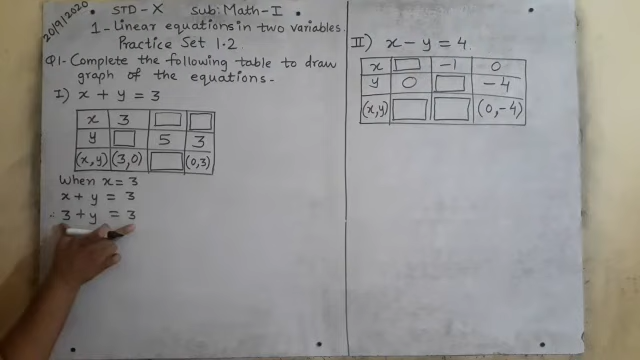 20/9/2020
STD-X Sub: Math-I
1-Linear equations in two variables.
Practice Set 1.2
Q1- Complete the following table to draw
graph of the equations-
I) x + y = 3
x 3
y 5 3
(x,y) (3,0) (0,3)
When x = 3
x + y = 3
∴ 3 + y = 3
II) x - y = 4
x -1 0
y 0 -4
(x,y) (0,-4)